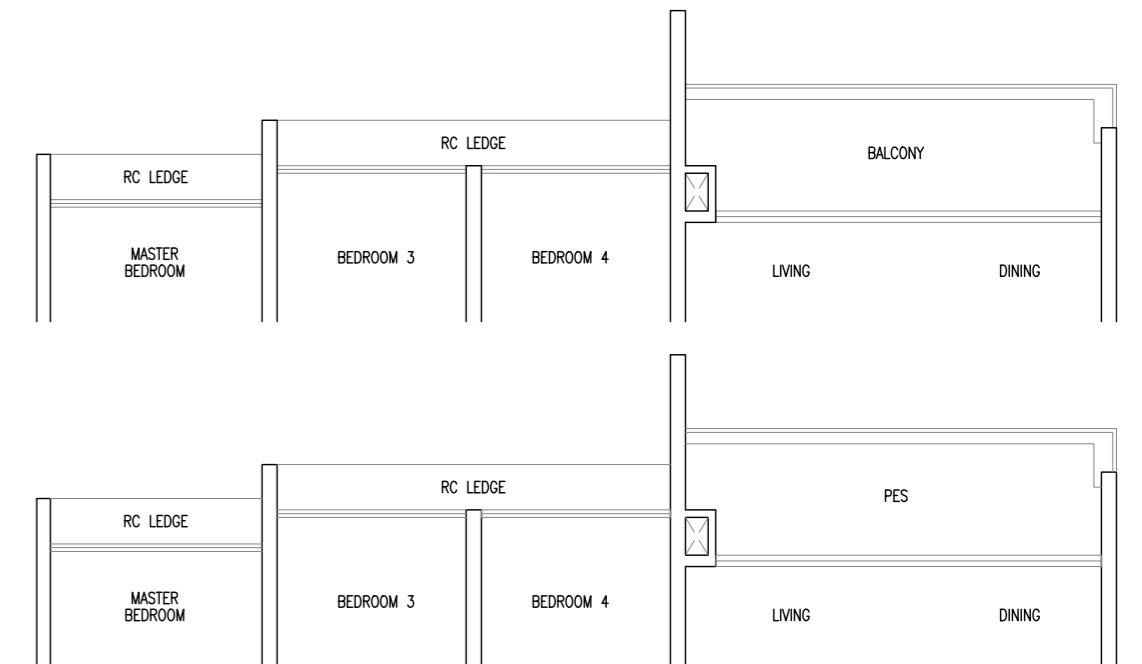 RC LEDGE
BALCONY
RC LEDGE
MASTER
BEDROOM
BEDROOM 3
BEDROOM 4
LIVING
DINING
RC LEDGE
PES
RC LEDGE
MASTER
BEDROOM
BEDROOM 3
BEDROOM 4
LIVING
DINING